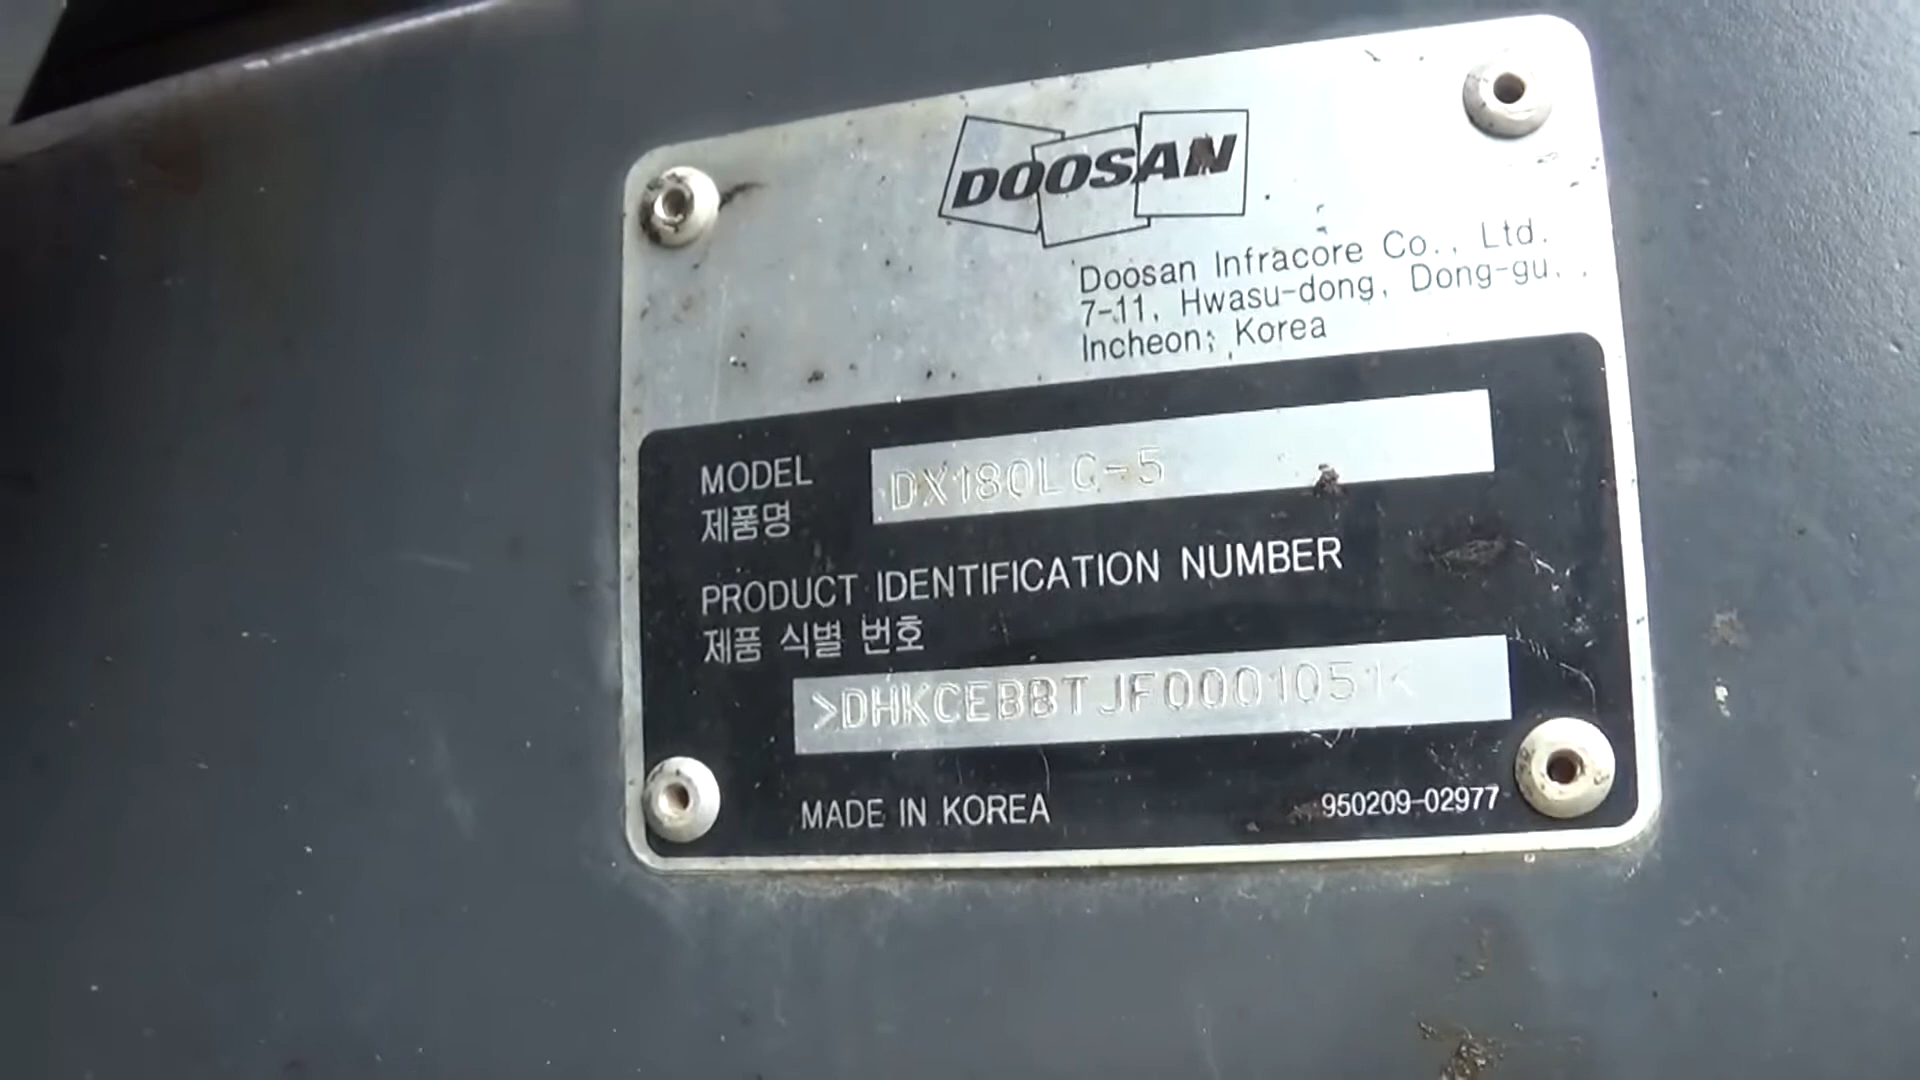 DOOSAN
Doosan Infracore Co., Ltd.
7-11, Hwasu-dong, Dong-gu,
Incheon, Korea
MODEL DX180LC-5
제품명
PRODUCT IDENTIFICATION NUMBER
제품 식별 번호
>DHKCEBBTJF0001051<
MADE IN KOREA 950209-02977